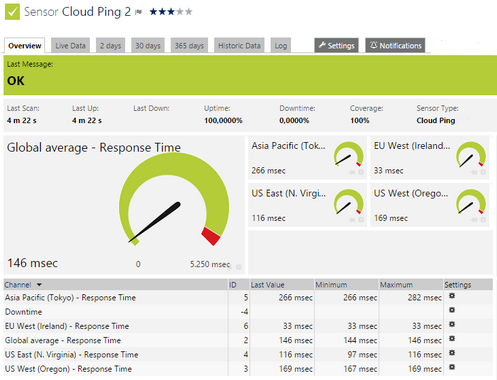 Sensor Cloud Ping 2
Overview Live Data 2 days 30 days 365 days Historic Data Log Settings Notifications
Last Message:
OK
Last Scan: Last Up: Last Down: Uptime: Downtime: Coverage: Sensor Type:
4 m 22 s 4 m 22 s 100,0000% 0,0000% 100% Cloud Ping
Global average - Response Time
146 msec
0 5.250 msec
Asia Pacific (Tok...
266 msec
EU West (Ireland...
33 msec
US East (N. Virgi...
116 msec
US West (Orego...
169 msec
Channel ID Last Value Minimum Maximum Settings
Asia Pacific (Tokyo) - Response Time 5 266 msec 266 msec 282 msec
Downtime -4
EU West (Ireland) - Response Time 6 33 msec 33 msec 33 msec
Global average - Response Time 2 146 msec 144 msec 146 msec
US East (N. Virginia) - Response Time 4 116 msec 97 msec 116 msec
US West (Oregon) - Response Time 3 169 msec 167 msec 169 msec